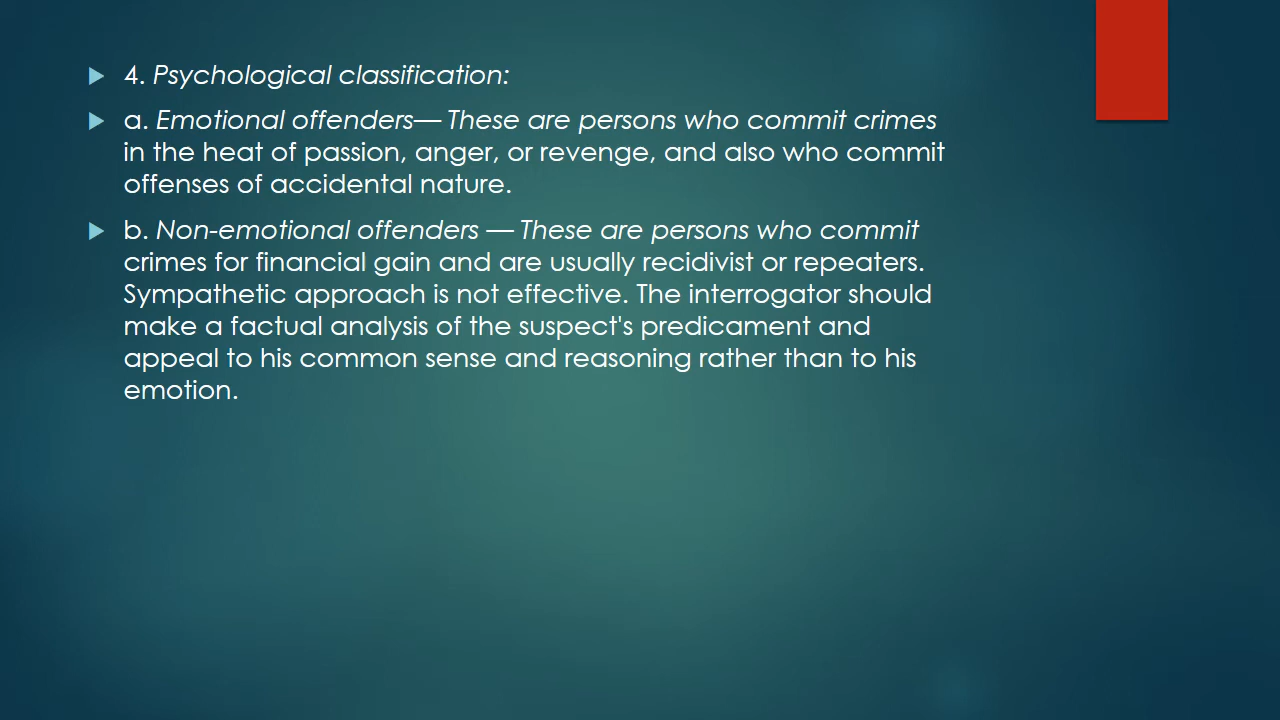 4. Psychological classification:
a. Emotional offenders— These are persons who commit crimes
in the heat of passion, anger, or revenge, and also who commit
offenses of accidental nature.
b. Non-emotional offenders — These are persons who commit
crimes for financial gain and are usually recidivist or repeaters.
Sympathetic approach is not effective. The interrogator should
make a factual analysis of the suspect's predicament and
appeal to his common sense and reasoning rather than to his
emotion.